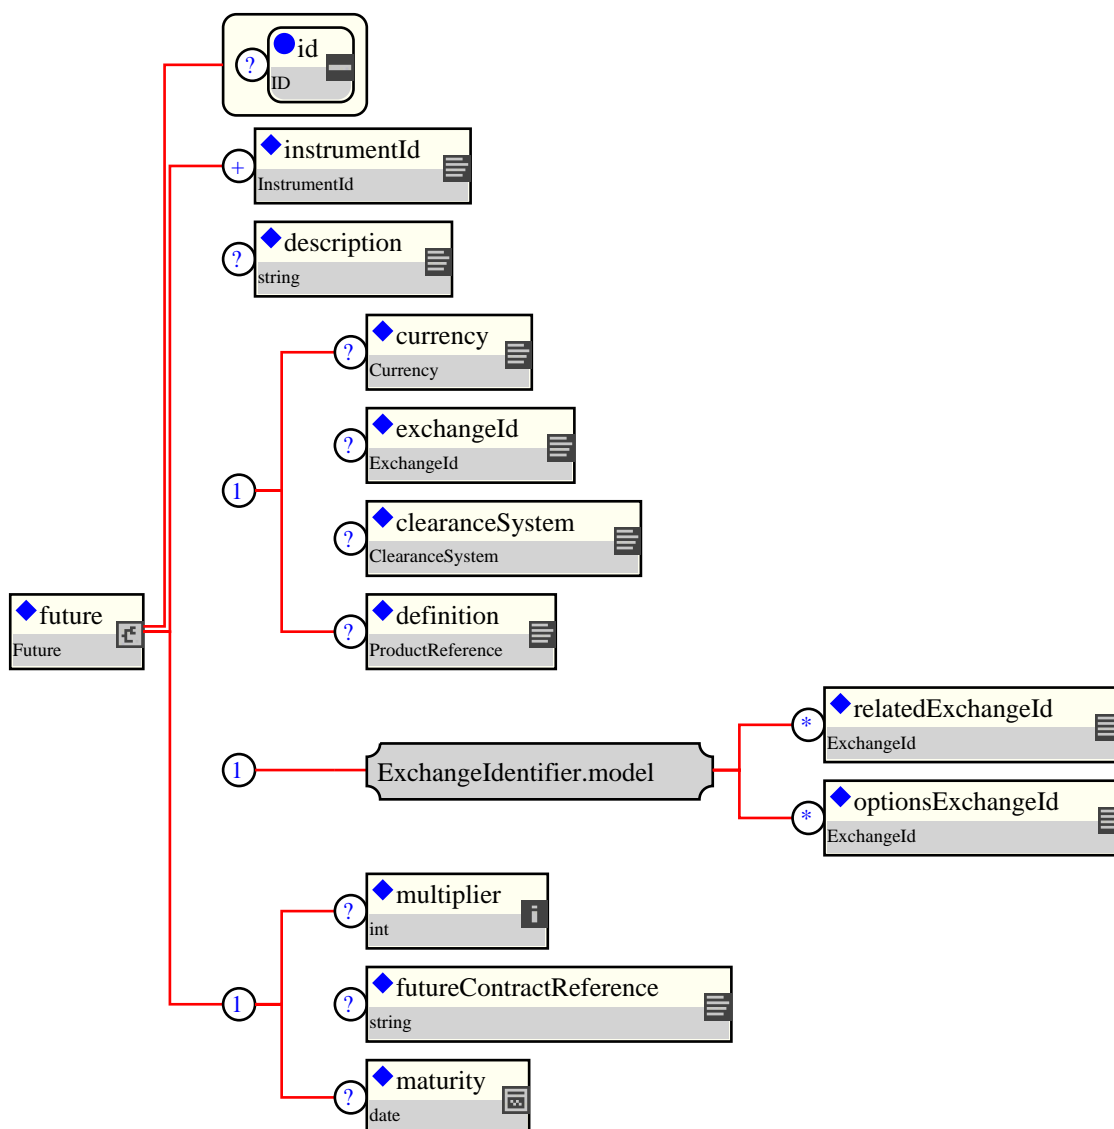 ?
id
ID
+
instrumentId
InstrumentId
?
description
string
1
?
currency
Currency
?
exchangeId
ExchangeId
?
clearanceSystem
ClearanceSystem
?
definition
ProductReference
future
Future
1
ExchangeIdentifier.model
*
relatedExchangeId
ExchangeId
*
optionsExchangeId
ExchangeId
1
?
multiplier
int
i
?
futureContractReference
string
?
maturity
date